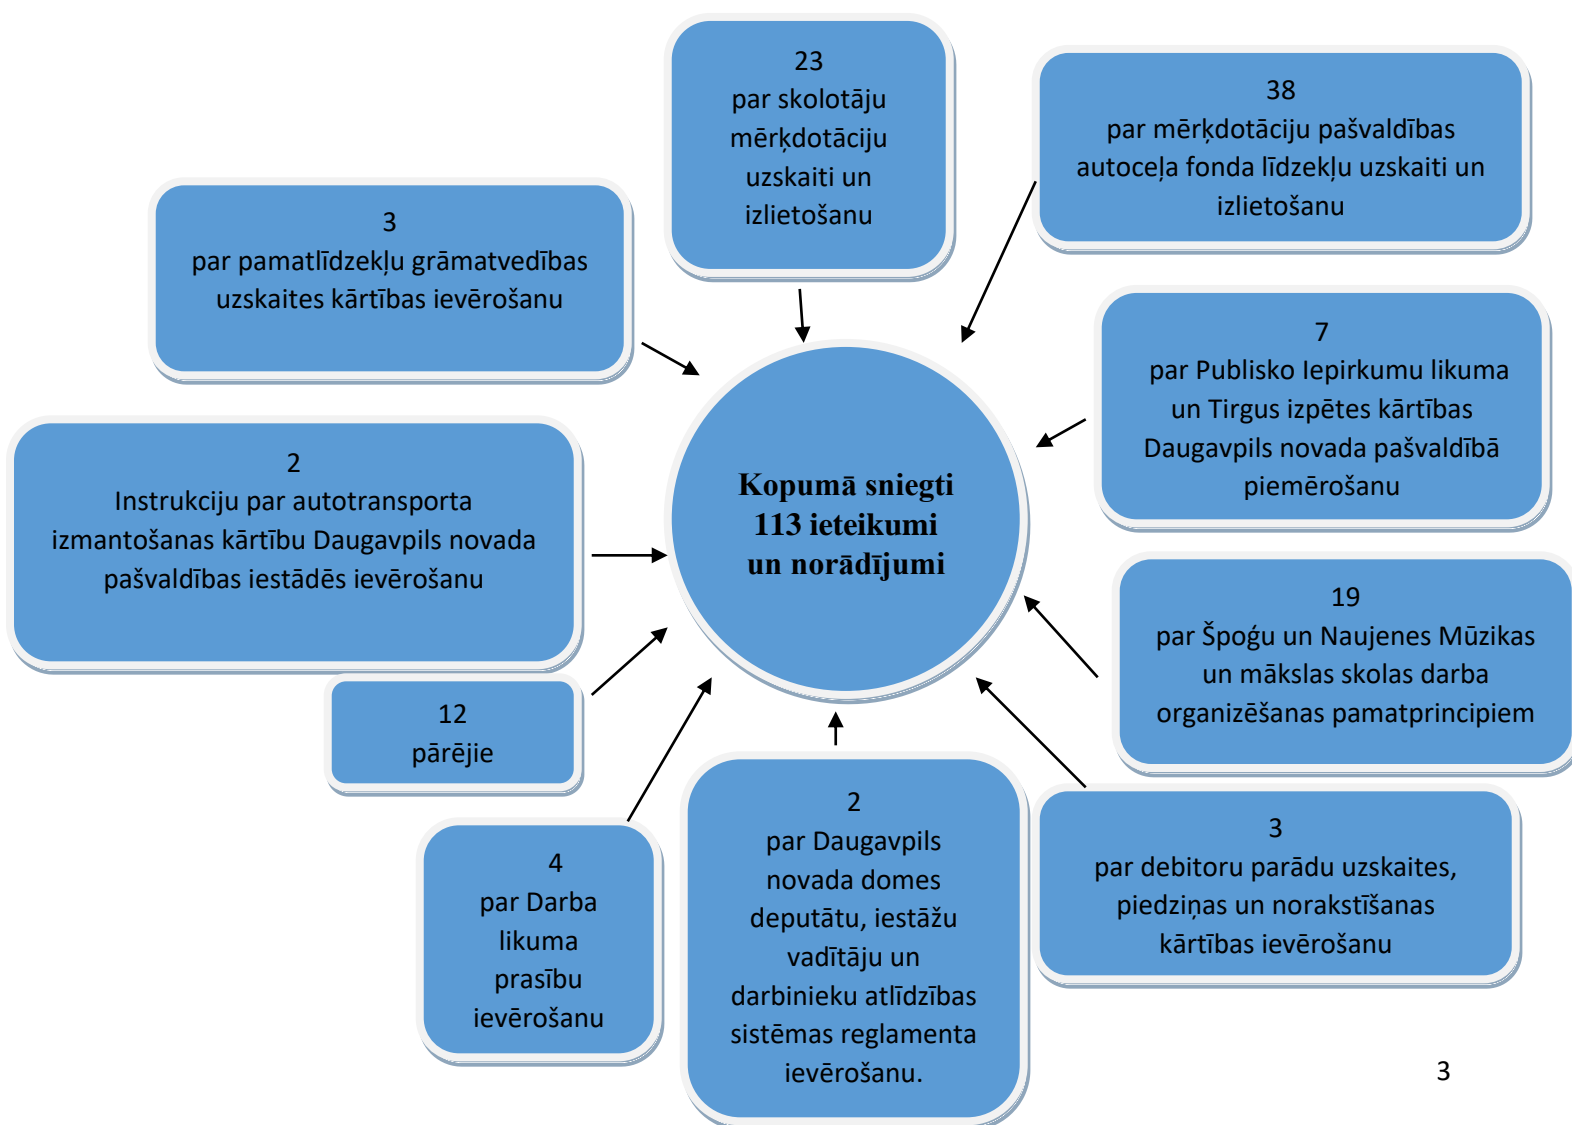 23
par skolotāju
mērķdotāciju
uzskaiti un
izlietošanu
38
par mērķdotāciju pašvaldības
autoceļa fonda līdzekļu uzskaiti un
izlietošanu
3
par pamatlīdzekļu grāmatvedības
uzskaites kārtības ievērošanu
7
par Publisko Iepirkumu likuma
un Tirgus izpētes kārtības
Daugavpils novada pašvaldībā
piemērošanu
2
Instrukciju par autotransporta
izmantošanas kārtību Daugavpils novada
pašvaldības iestādēs ievērošanu
Kopumā sniegti
113 ieteikumi
un norādījumi
19
par Špoģu un Naujenes Mūzikas
un mākslas skolas darba
organizēšanas pamatprincipiem
12
pārējie
4
par Darba
likuma
prasību
ievērošanu
2
par Daugavpils
novada domes
deputātu, iestāžu
vadītāju un
darbinieku atlīdzības
sistēmas reglamenta
ievērošanu.
3
par debitoru parādu uzskaites,
piedziņas un norakstīšanas
kārtības ievērošanu
3